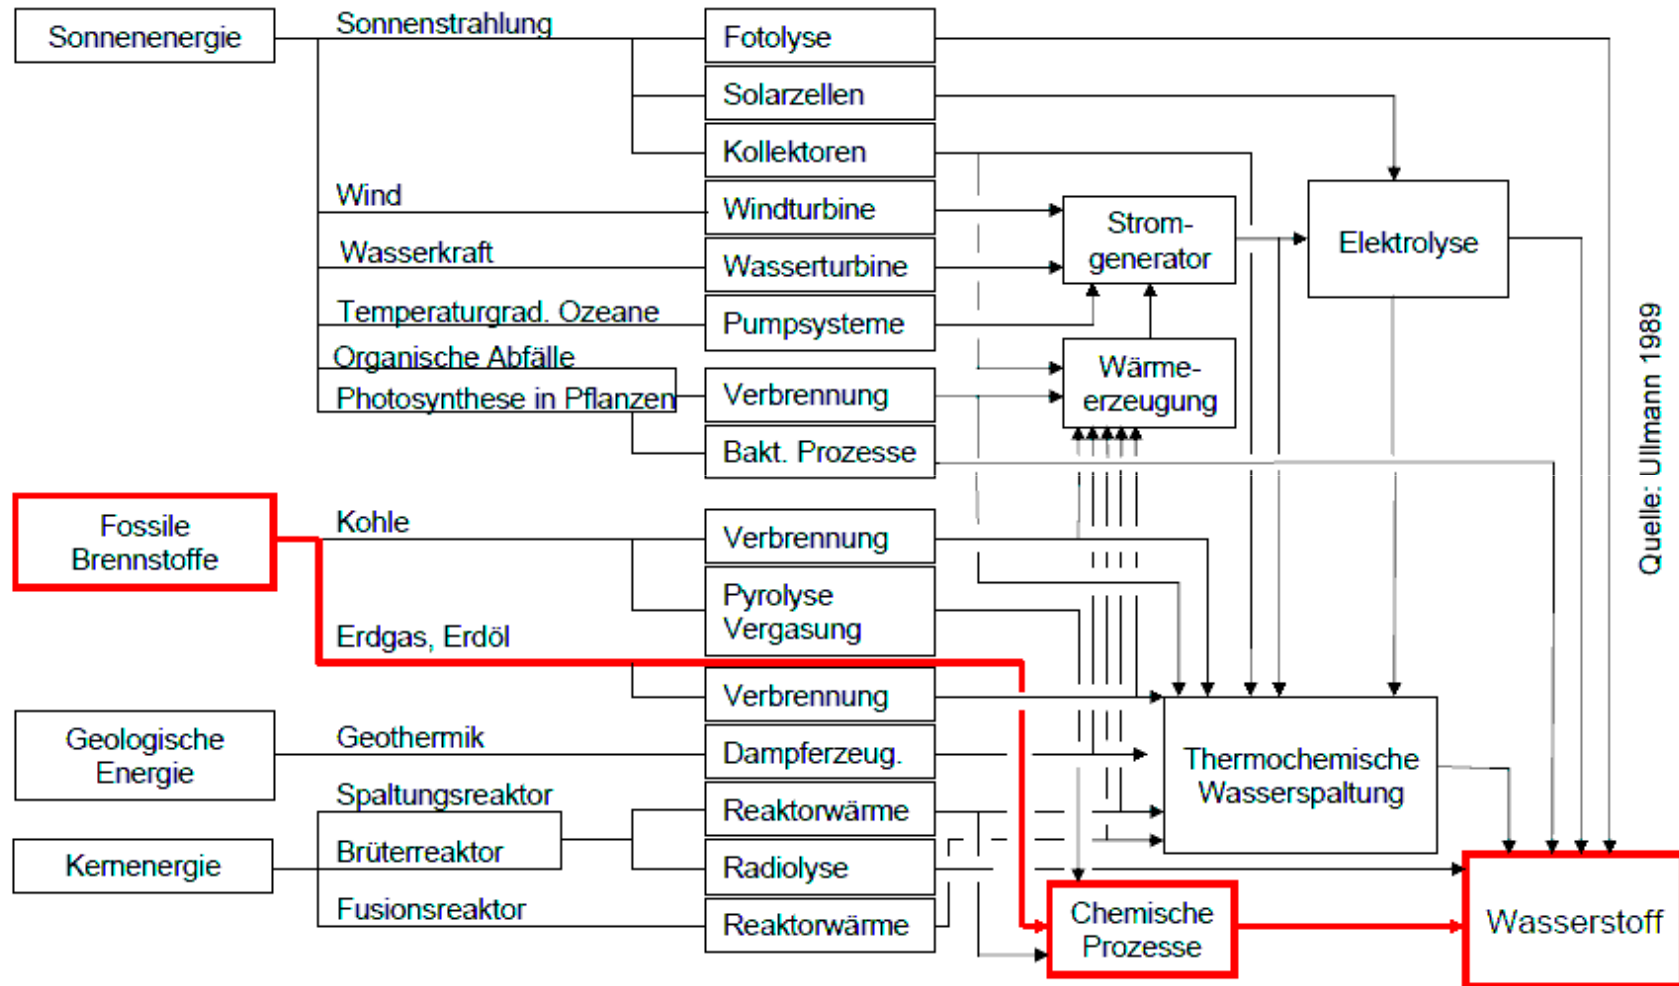 Sonnenenergie
Sonnenstrahlung
Fotolyse
Solarzellen
Kollektoren
Wind
Windturbine
Wasserkraft
Wasserturbine
Temperaturgrad. Ozeane
Pumpsysteme
Organische Abfälle
Photosynthese in Pflanzen
Verbrennung
Bakt. Prozesse
Strom-
generator
Wärme-
erzeugung
Elektrolyse
Fossile
Brennstoffe
Kohle
Verbrennung
Pyrolyse
Vergasung
Erdgas, Erdöl
Verbrennung
Geologische
Energie
Geothermik
Dampferzeug.
Thermochemische
Wasserspaltung
Kernenergie
Spaltungsreaktor
Reaktorwärme
Brüterreaktor
Radiolyse
Fusionsreaktor
Reaktorwärme
Chemische
Prozesse
Wasserstoff
Quelle: Ullmann 1989